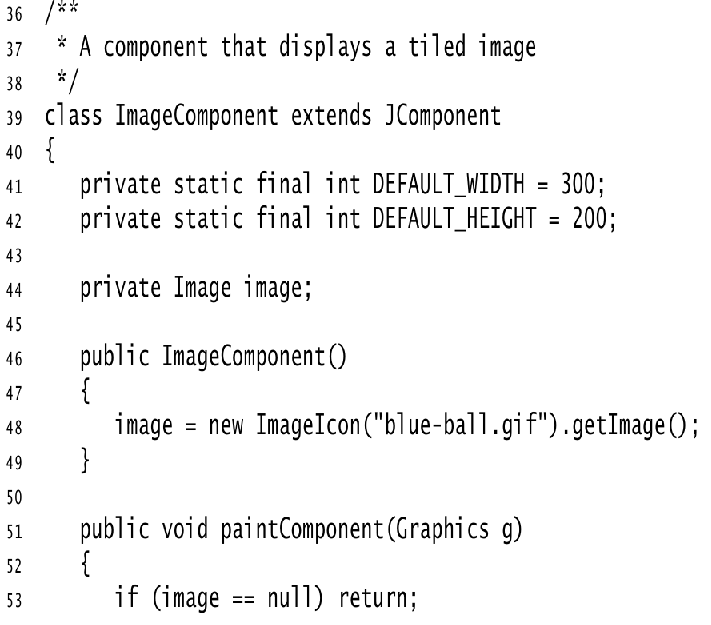 36 /**
37  * A component that displays a tiled image
38  */
39 class ImageComponent extends JComponent
40 {
41    private static final int DEFAULT_WIDTH = 300;
42    private static final int DEFAULT_HEIGHT = 200;
43
44    private Image image;
45
46    public ImageComponent()
47    {
48       image = new ImageIcon("blue-ball.gif").getImage();
49    }
50
51    public void paintComponent(Graphics g)
52    {
53       if (image == null) return;